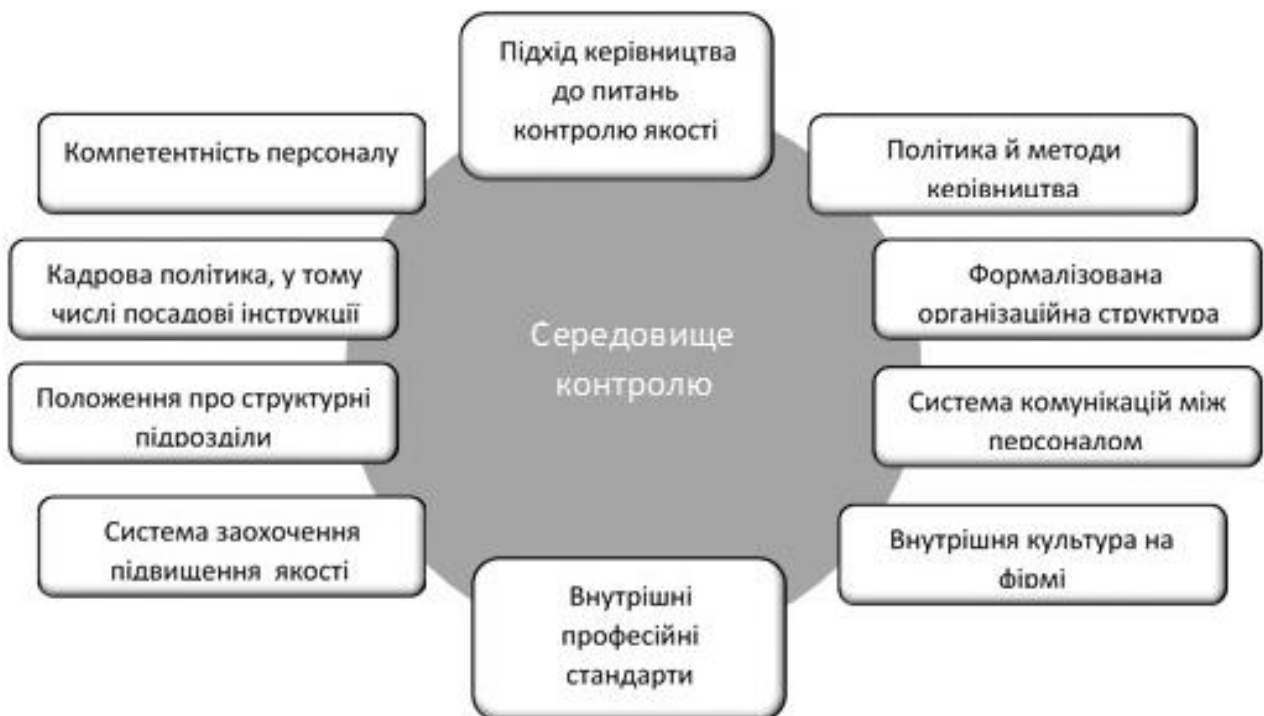 Підхід керівництва
до питань
контролю якості
Компетентність персоналу
Політика й методи
керівництва
Кадрова політика, у тому
числі посадові інструкції
Формалізована
організаційна структура
Середовище
контролю
Положення про структурні
підрозділи
Система комунікацій між
персоналом
Система заохочення
підвищення якості
Внутрішня культура на
фірмі
Внутрішні
професійні
стандарти